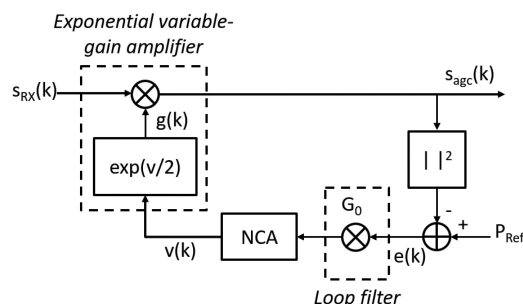 Exponential variable-
gain amplifier
s_RX(k)
s_agc(k)
g(k)
exp(v/2)
| |²
G₀
-
+
P_Ref
NCA
v(k)
e(k)
Loop filter